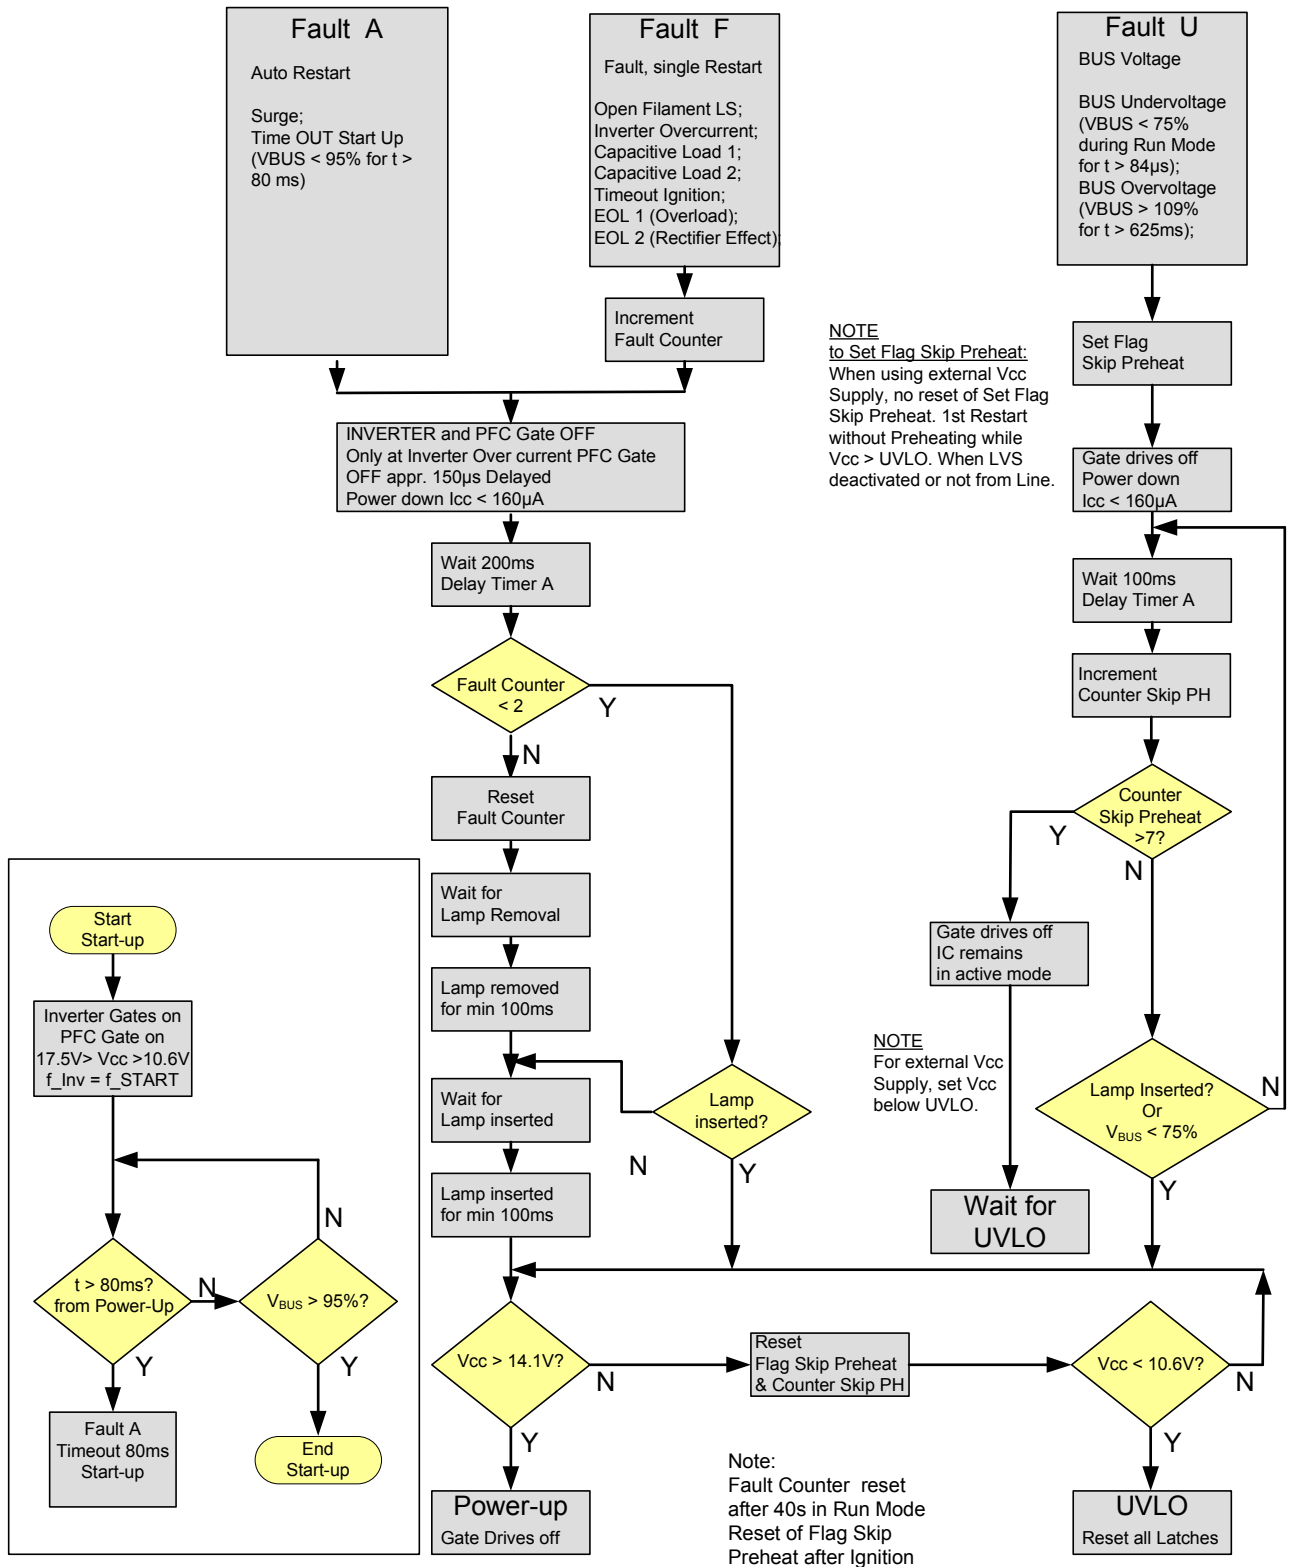 Fault A
Auto Restart
Surge;
Time OUT Start Up
(VBUS < 95% for t >
80 ms)
Fault F
Fault, single Restart
Open Filament LS;
Inverter Overcurrent;
Capacitive Load 1;
Capacitive Load 2;
Timeout Ignition;
EOL 1 (Overload);
EOL 2 (Rectifier Effect);
Fault U
BUS Voltage
BUS Undervoltage
(VBUS < 75%
during Run Mode
for t > 84µs);
BUS Overvoltage
(VBUS > 109%
for t > 625ms);
Increment
Fault Counter
NOTE
to Set Flag Skip Preheat:
When using external Vcc
Supply, no reset of Set Flag
Skip Preheat. 1st Restart
without Preheating while
Vcc > UVLO. When LVS
deactivated or not from Line.
Set Flag
Skip Preheat
INVERTER and PFC Gate OFF
Only at Inverter Over current PFC Gate
OFF appr. 150µs Delayed
Power down Icc < 160µA
Gate drives off
Power down
Icc < 160µA
Wait 200ms
Delay Timer A
Wait 100ms
Delay Timer A
Fault Counter
< 2
Y
N
Increment
Counter Skip PH
Reset
Fault Counter
Counter
Skip Preheat
>7?
Y
N
Wait for
Lamp Removal
Gate drives off
IC remains
in active mode
Lamp removed
for min 100ms
NOTE
For external Vcc
Supply, set Vcc
below UVLO.
Wait for
Lamp inserted
Lamp
inserted?
N
Y
Lamp Inserted?
Or
VBUS < 75%
N
Y
Lamp inserted
for min 100ms
Wait for
UVLO
Start
Start-up
Inverter Gates on
PFC Gate on
17.5V> Vcc >10.6V
f_Inv = f_START
t > 80ms?
from Power-Up
N
Y
VBUS > 95%?
N
Y
Fault A
Timeout 80ms
Start-up
End
Start-up
Vcc > 14.1V?
N
Y
Reset
Flag Skip Preheat
& Counter Skip PH
Vcc < 10.6V?
N
Y
Power-up
Gate Drives off
Note:
Fault Counter reset
after 40s in Run Mode
Reset of Flag Skip
Preheat after Ignition
UVLO
Reset all Latches